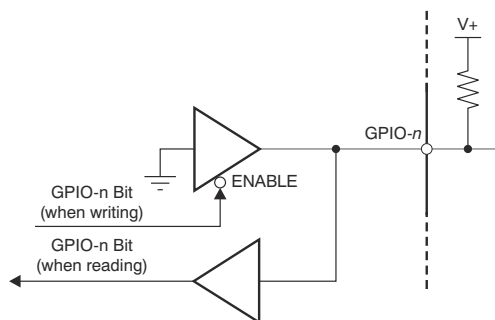 V+
GPIO-n
ENABLE
GPIO-n Bit
(when writing)
GPIO-n Bit
(when reading)